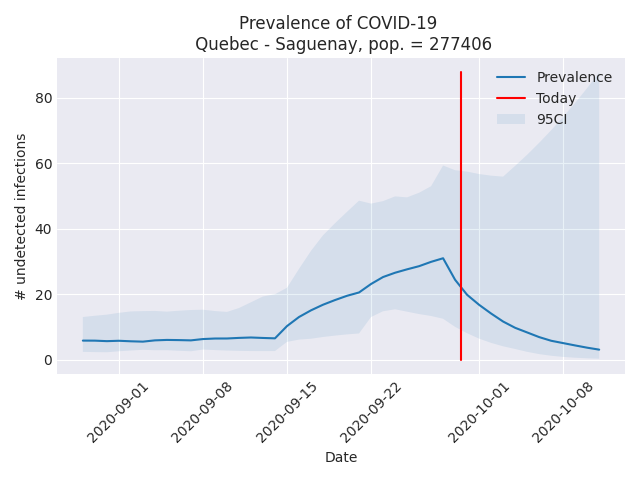 Prevalence of COVID-19
Quebec - Saguenay, pop. = 277406
# undetected infections
80
60
40
20
0
Prevalence
Today
95CI
2020-09-01
2020-09-08
2020-09-15
2020-09-22
2020-10-01
2020-10-08
Date